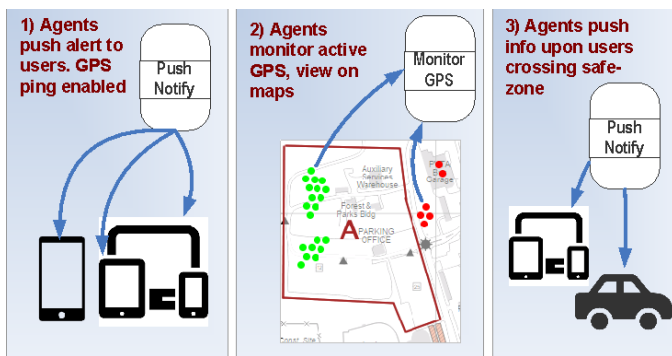 1) Agents
push alert to
users. GPS
ping enabled
Push
Notify
2) Agents
monitor active
GPS, view on
maps
Monitor
GPS
Auxiliary
Services
Warehouse
Garage
Forest &
Parks Bldg
A
PARKING
OFFICE
Const. Site
3) Agents push
info upon users
crossing safe-
zone
Push
Notify